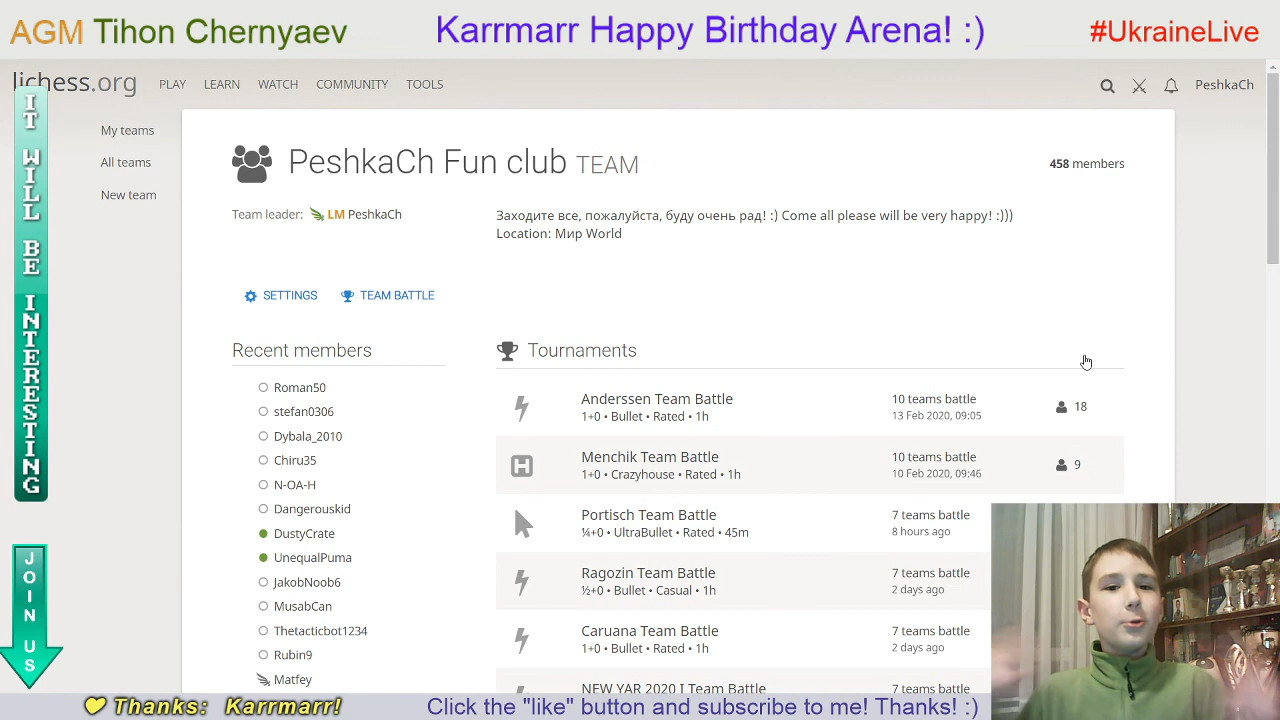 AGM Tihon Chernyaev
Karrmarr Happy Birthday Arena! :)
#UkraineLive
lichess.org
PLAY
LEARN
WATCH
COMMUNITY
TOOLS
PeshkaCh
IT WILL BE INTERESTING
JOIN US
My teams
All teams
New team
PeshkaCh Fun club TEAM
458 members
Team leader: LM PeshkaCh
Заходите все, пожалуйста, буду очень рад! :) Come all please will be very happy! :)))
Location: Мир World
SETTINGS
TEAM BATTLE
Recent members
Roman50
stefan0306
Dybala_2010
Chiru35
N-OA-H
Dangerouskid
DustyCrate
UnequalPuma
JakobNoob6
MusabCan
Thetacticbot1234
Rubin9
Matfey
Tournaments
Anderssen Team Battle
1+0 • Bullet • Rated • 1h
10 teams battle
13 Feb 2020, 09:05
18
Menchik Team Battle
1+0 • Crazyhouse • Rated • 1h
10 teams battle
10 Feb 2020, 09:46
9
Portisch Team Battle
¼+0 • UltraBullet • Rated • 45m
7 teams battle
8 hours ago
Ragozin Team Battle
½+0 • Bullet • Casual • 1h
7 teams battle
2 days ago
Caruana Team Battle
1+0 • Bullet • Rated • 1h
7 teams battle
2 days ago
NEW YAR 2020 I Team Battle
7 teams battle
Thanks: Karrmarr!
Click the "like" button and subscribe to me! Thanks! :)